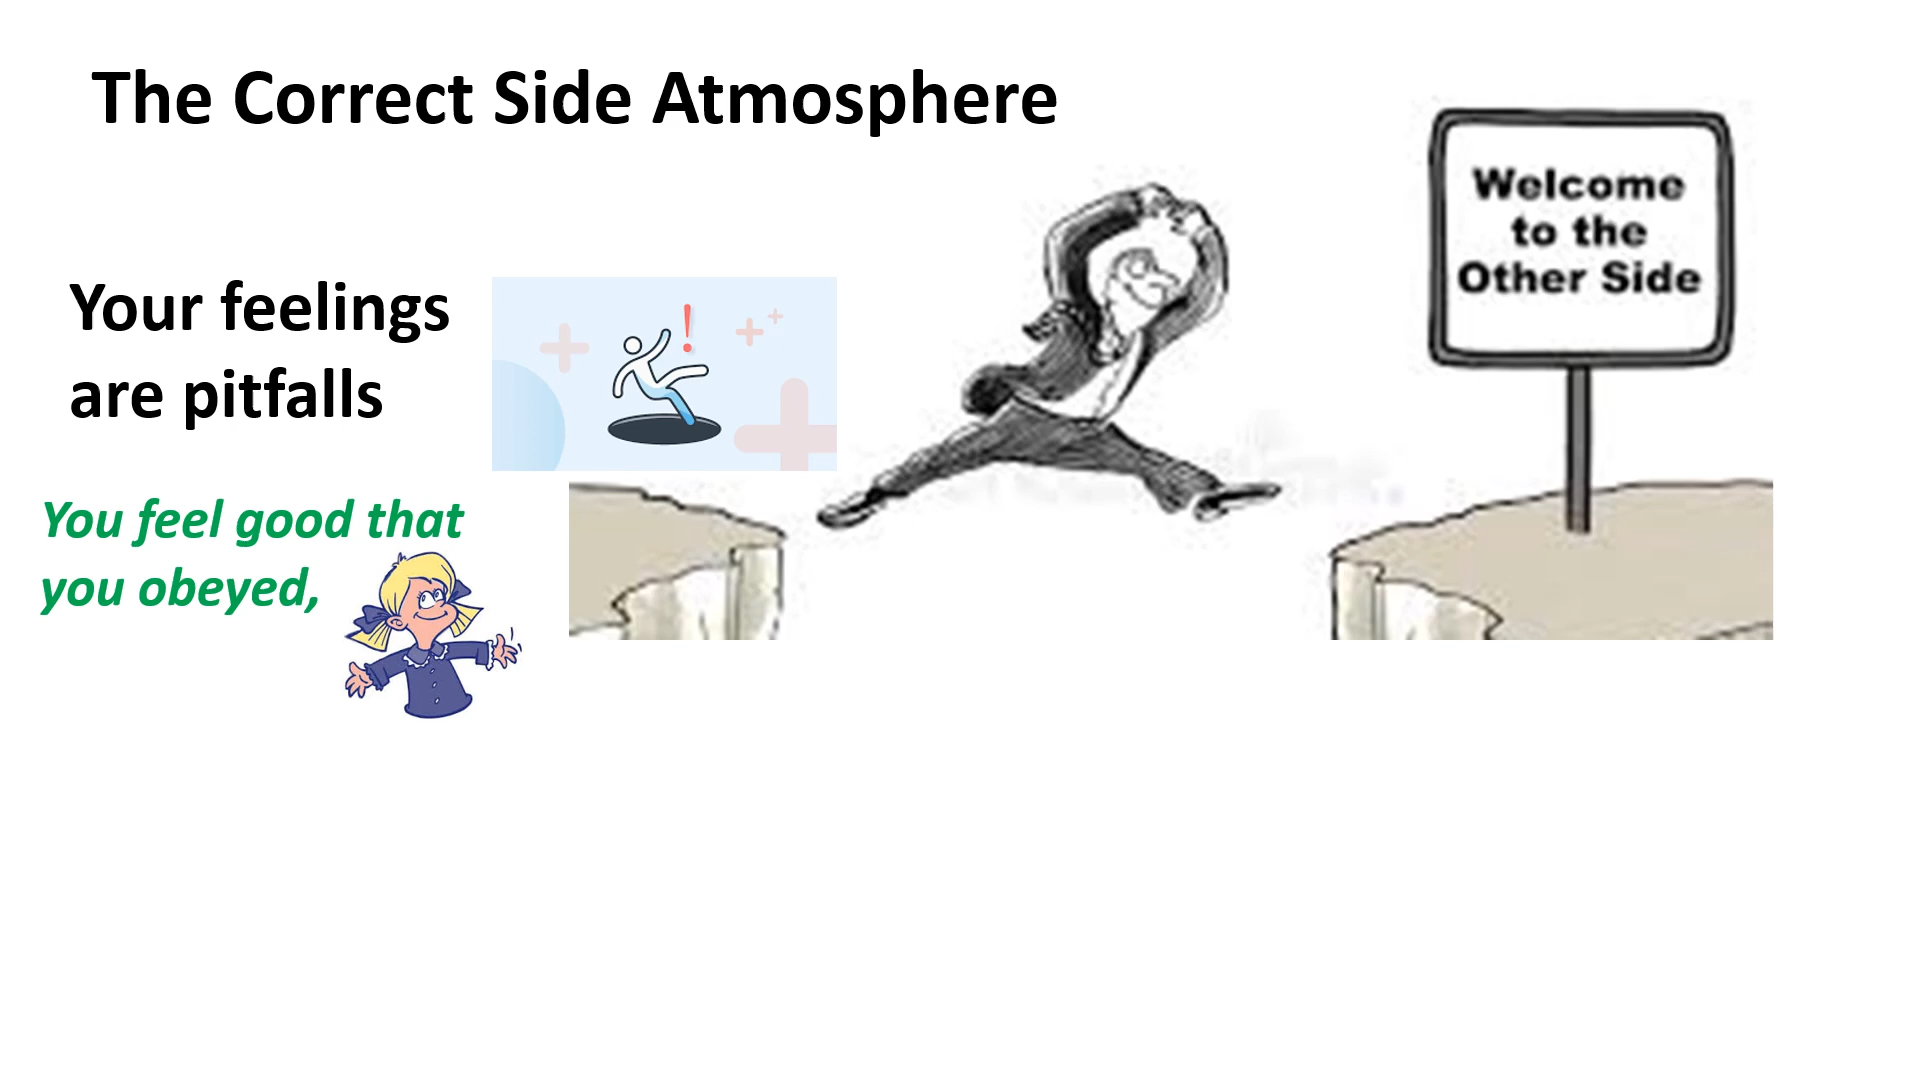 The Correct Side Atmosphere
Welcome
to the
Other Side
Your feelings
are pitfalls
!
You feel good that
you obeyed,